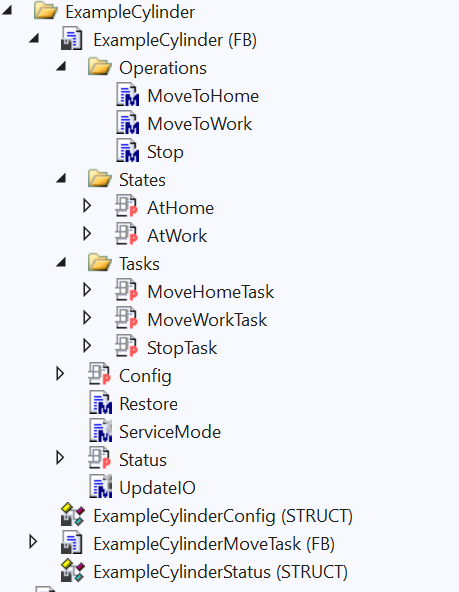 ExampleCylinder
ExampleCylinder (FB)
Operations
MoveToHome
MoveToWork
Stop
States
AtHome
AtWork
Tasks
MoveHomeTask
MoveWorkTask
StopTask
Config
Restore
ServiceMode
Status
UpdateIO
ExampleCylinderConfig (STRUCT)
ExampleCylinderMoveTask (FB)
ExampleCylinderStatus (STRUCT)